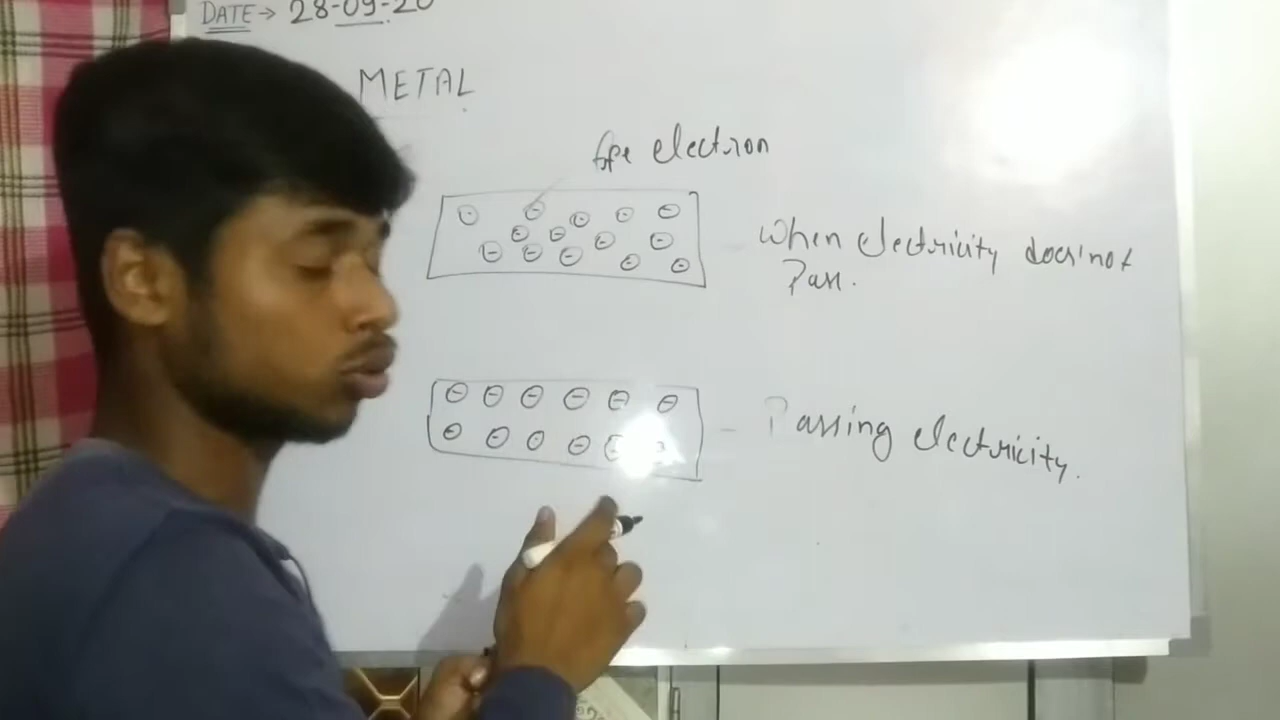 DATE → 28-09-20
METAL
free electron
When electricity does'not
Pass.
Passing electricity.